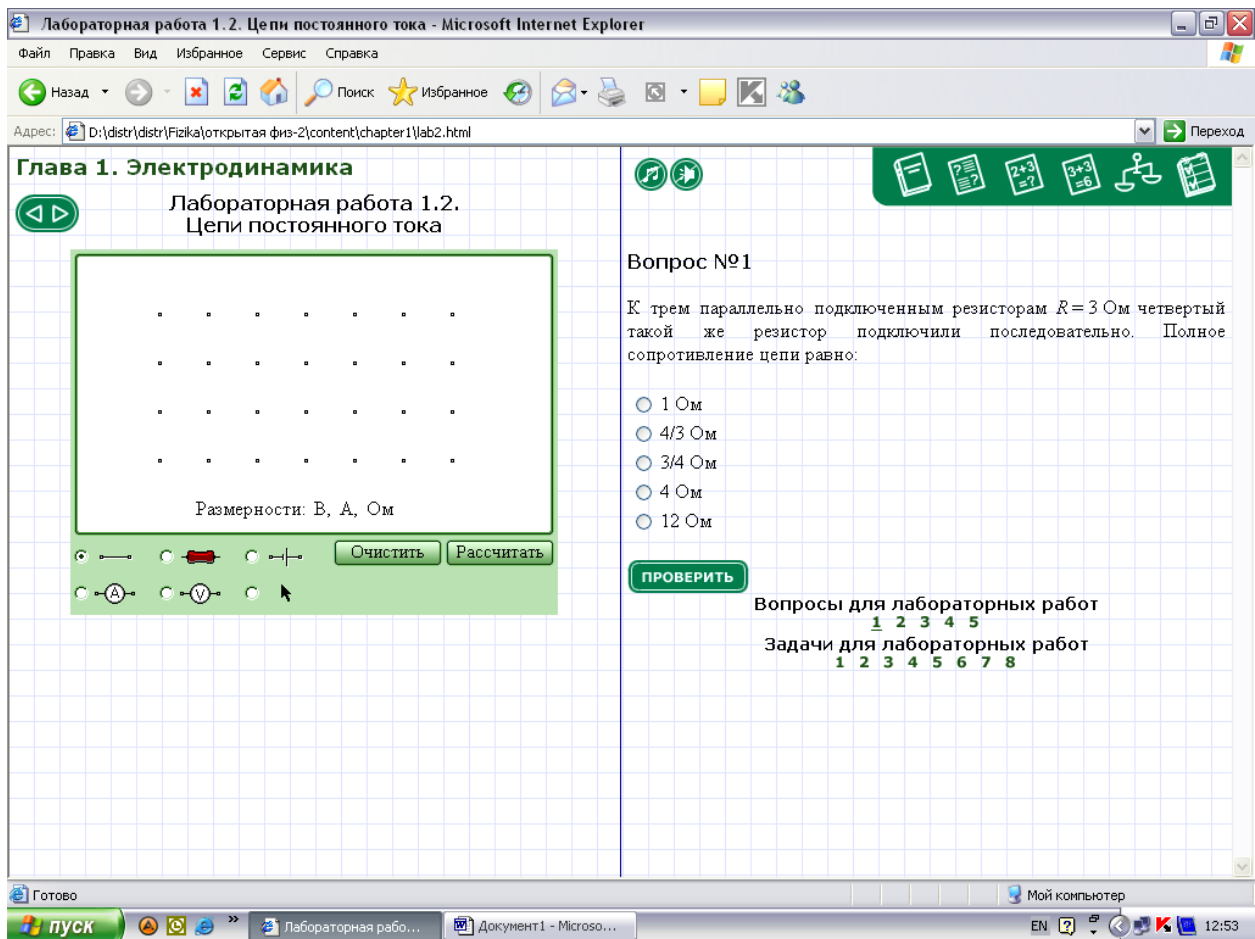 Лабораторная работа 1.2. Цепи постоянного тока - Microsoft Internet Explorer
Файл Правка Вид Избранное Сервис Справка
Назад Поиск Избранное
Адрес: D:\distr\distr\Fizika\открытая физ-2\content\chapter1\lab2.html Переход
Глава 1. Электродинамика
Лабораторная работа 1.2.
Цепи постоянного тока
Размерности: В, А, Ом
Очистить Рассчитать
A V
2+3 =?
3+3 =6
Вопрос №1
К трем параллельно подключенным резисторам R = 3 Ом четвертый
такой же резистор подключили последовательно. Полное
сопротивление цепи равно:
1 Ом
4/3 Ом
3/4 Ом
4 Ом
12 Ом
ПРОВЕРИТЬ
Вопросы для лабораторных работ
1 2 3 4 5
Задачи для лабораторных работ
1 2 3 4 5 6 7 8
Готово Мой компьютер
пуск » Лабораторная рабо... Документ1 - Microso... EN 12:53